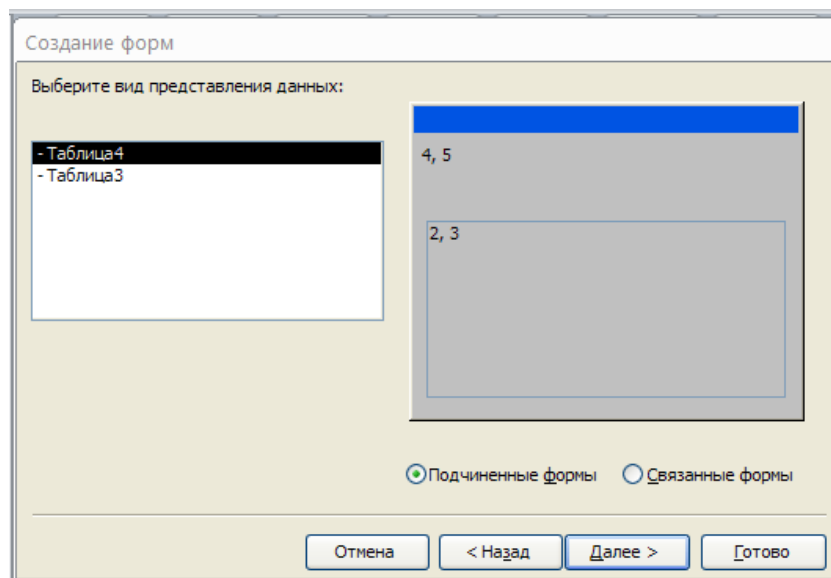 Создание форм
Выберите вид представления данных:
- Таблица4
- Таблица3
4, 5
2, 3
Подчиненные формы
Связанные формы
Отмена
< Назад
Далее >
Готово